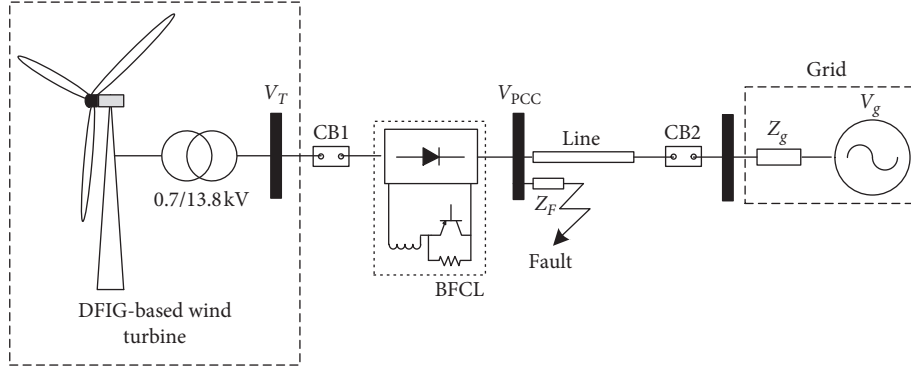 Grid
V_T
V_PCC
V_g
CB1
Line
CB2
Z_g
0.7/13.8 kV
Z_F
Fault
BFCL
DFIG-based wind
turbine